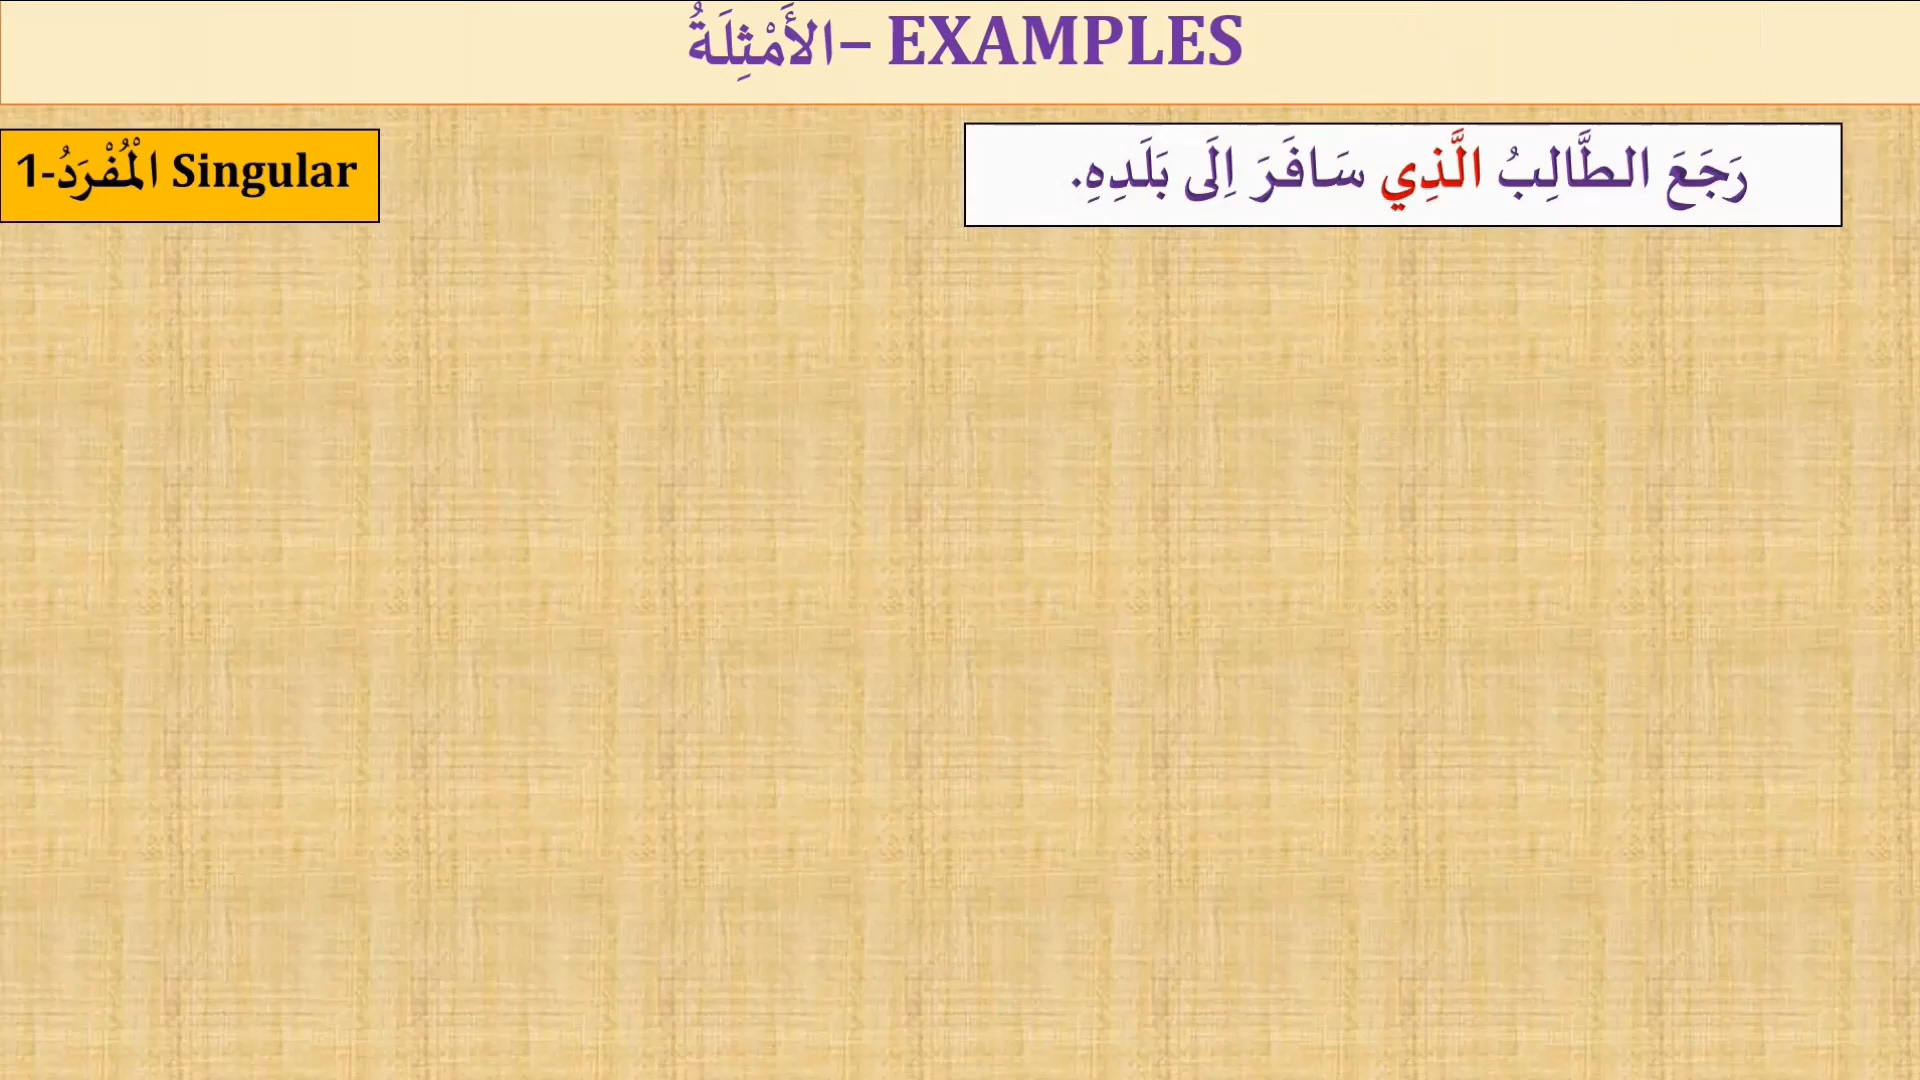 الأَمْثِلَةُ – EXAMPLES
1-الْمُفْرَدُ Singular
رَجَعَ الطَّالِبُ الَّذِي سَافَرَ اِلَى بَلَدِهِ.